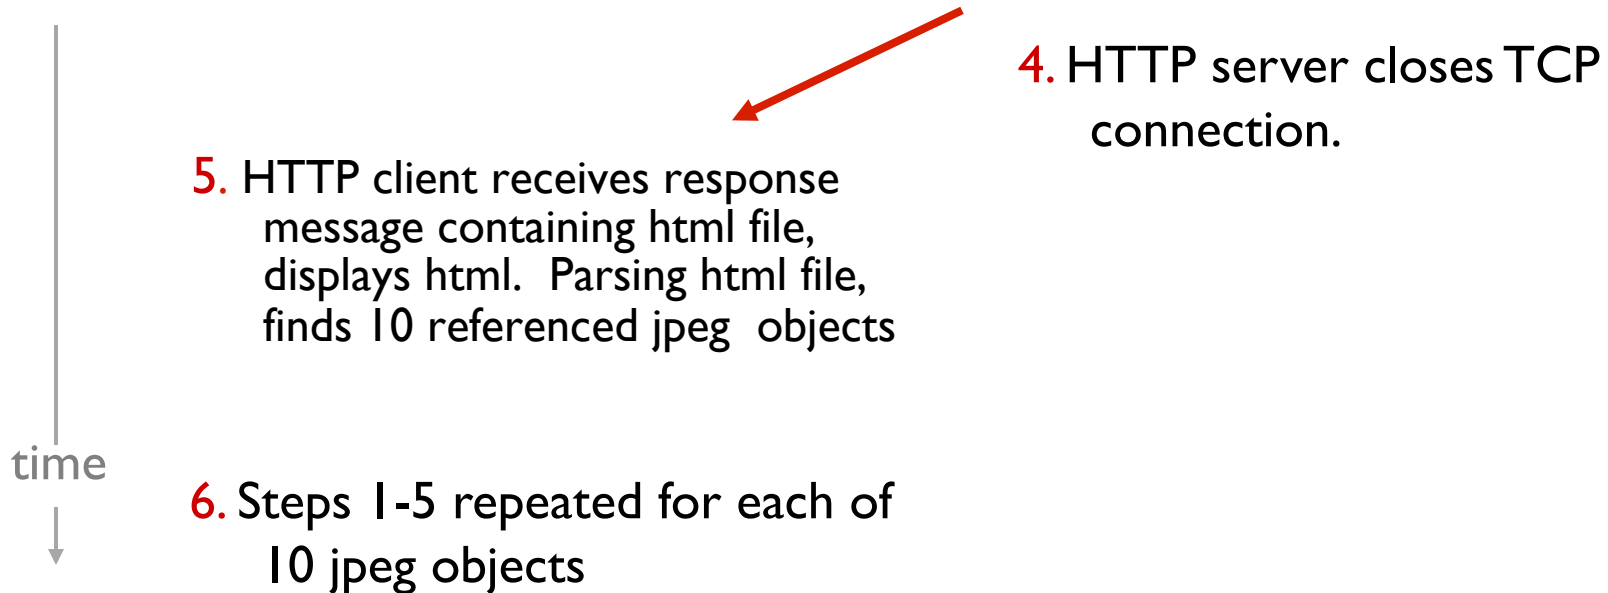 4. HTTP server closes TCP
connection.
5. HTTP client receives response
message containing html file,
displays html.  Parsing html file,
finds 10 referenced jpeg  objects
time
6. Steps 1-5 repeated for each of
10 jpeg objects